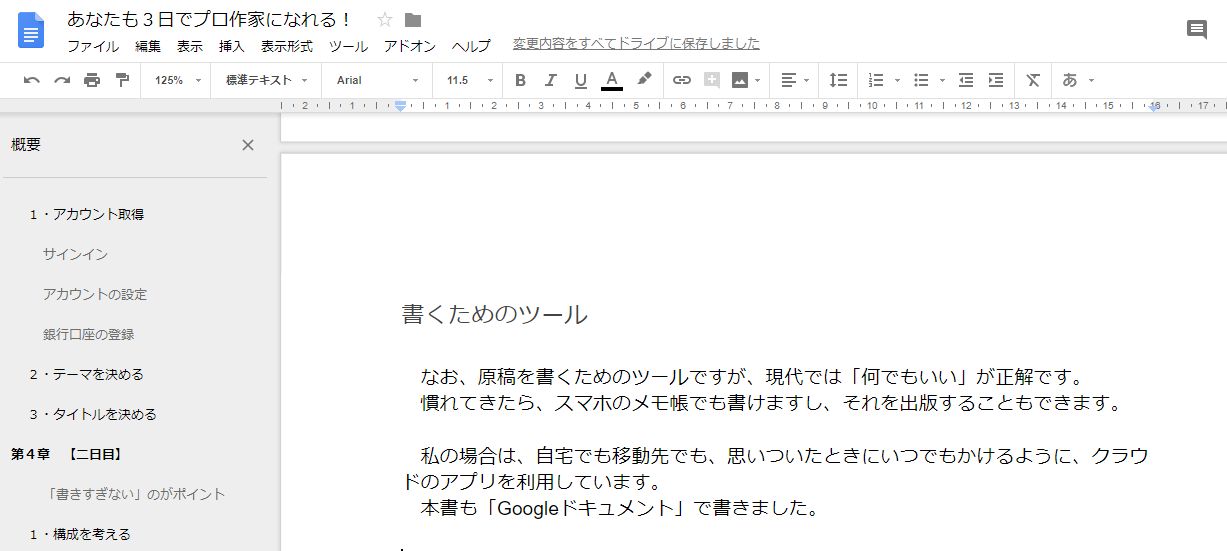 あなたも３日でプロ作家になれる！
ファイル 編集 表示 挿入 表示形式 ツール アドオン ヘルプ 変更内容をすべてドライブに保存しました
125% 標準テキスト Arial 11.5 B I U A あ
2 1 1 2 3 4 5 6 7 8 9 10 11 12 13 14 15 16 17
概要
１・アカウント取得
サインイン
アカウントの設定
銀行口座の登録
２・テーマを決める
３・タイトルを決める
第４章　【二日目】
「書きすぎない」のがポイント
１・構成を考える
書くためのツール
なお、原稿を書くためのツールですが、現代では「何でもいい」が正解です。
慣れてきたら、スマホのメモ帳でも書けますし、それを出版することもできます。
私の場合は、自宅でも移動先でも、思いついたときにいつでもかけるように、クラウ
ドのアプリを利用しています。
本書も「Googleドキュメント」で書きました。